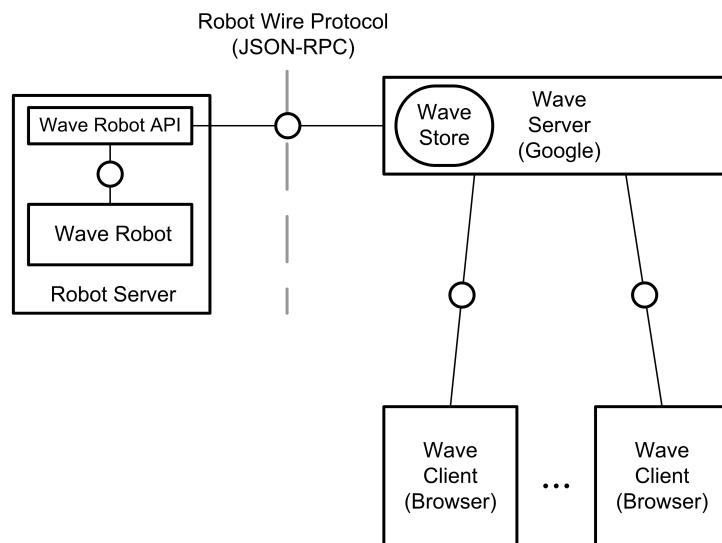 Robot Wire Protocol
(JSON-RPC)
Wave Robot API
Wave Robot
Robot Server
Wave
Store
Wave
Server
(Google)
Wave
Client
(Browser)
...
Wave
Client
(Browser)